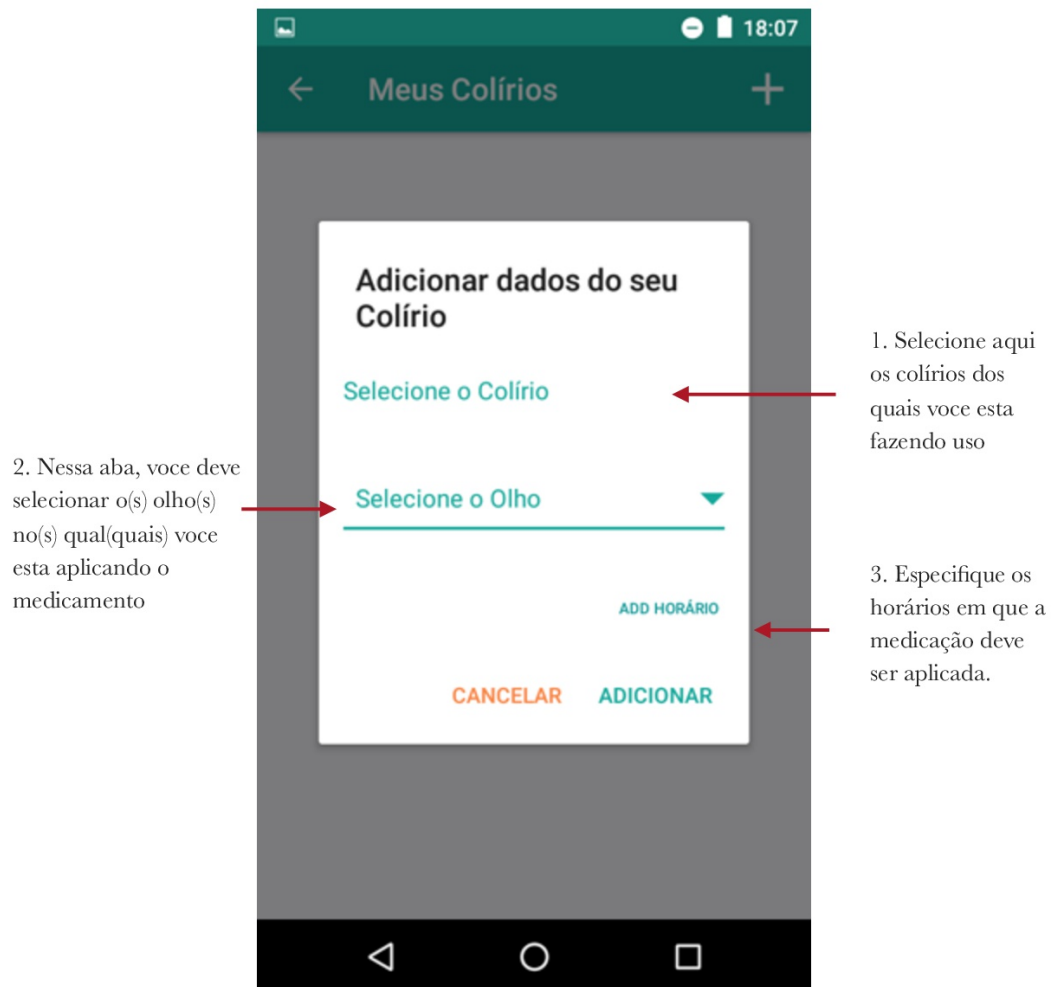 18:07
Meus Colírios
Adicionar dados do seu
Colírio
Selecione o Colírio
1. Selecione aqui
os colírios dos
quais voce esta
fazendo uso
2. Nessa aba, voce deve
selecionar o(s) olho(s)
no(s) qual(quais) voce
esta aplicando o
medicamento
Selecione o Olho
3. Especifique os
horários em que a
medicação deve
ser aplicada.
ADD HORÁRIO
CANCELAR ADICIONAR